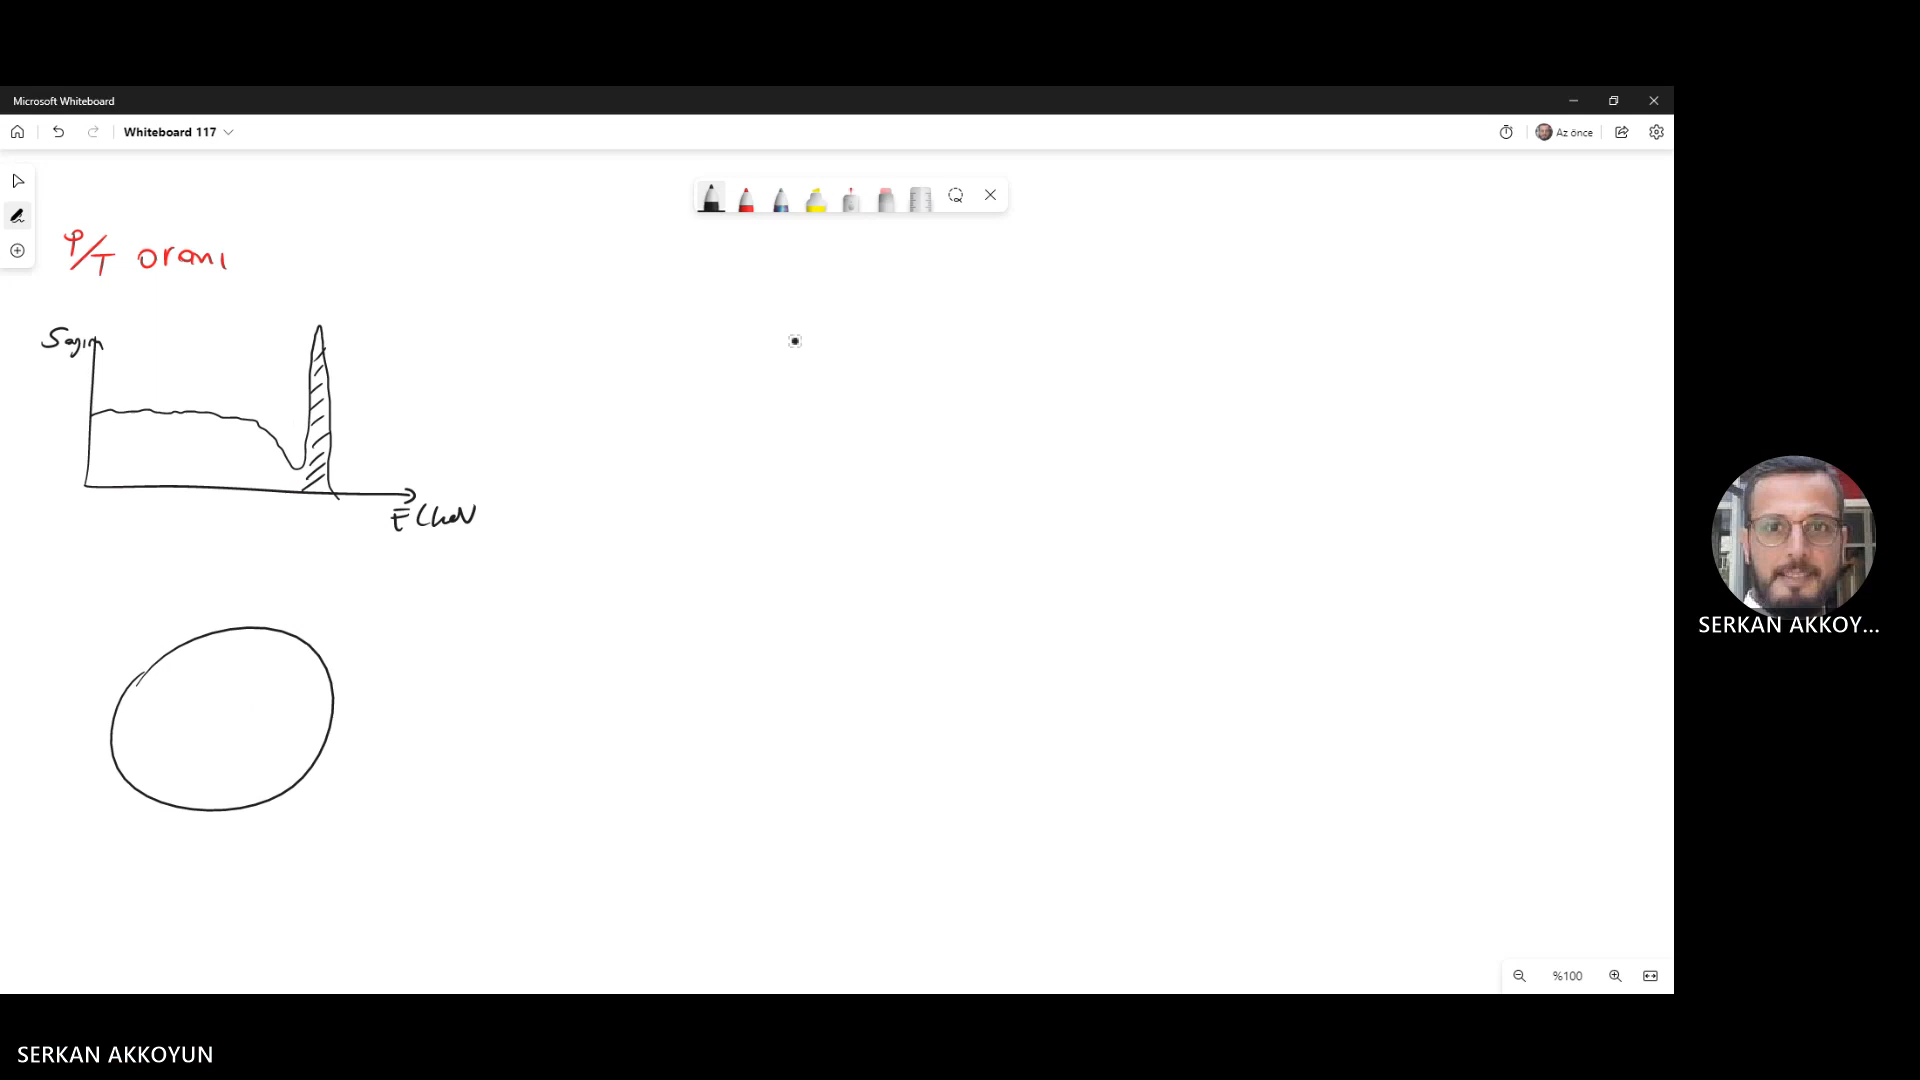 Microsoft Whiteboard
Whiteboard 117
Az önce
P/T oranı
Sayım
E (keV
SERKAN AKKOY...
%100
SERKAN AKKOYUN